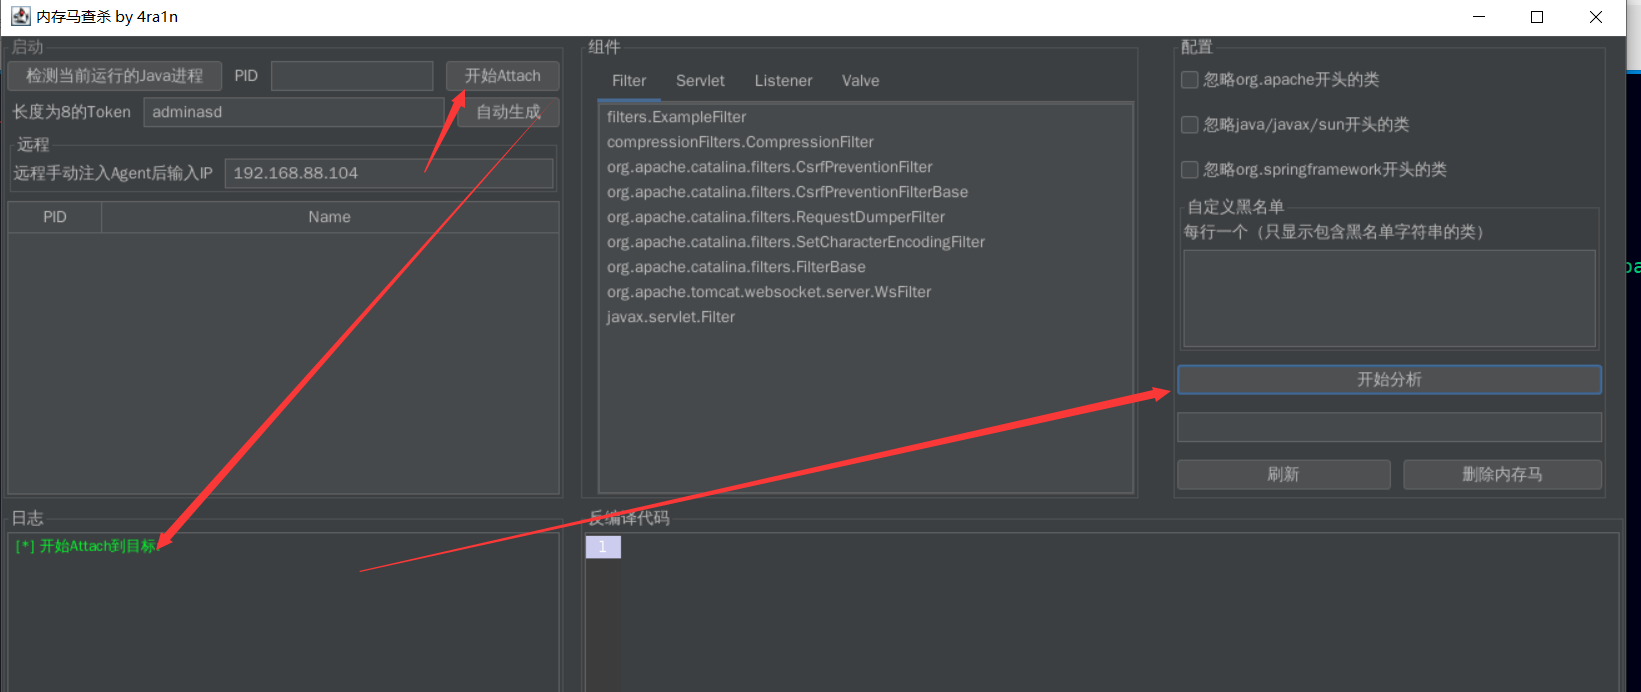 内存马查杀 by 4ra1n
启动
检测当前运行的Java进程 PID 开始Attach
长度为8的Token adminasd 自动生成
远程
远程手动注入Agent后输入IP 192.168.88.104
PID Name
日志
[*] 开始Attach到目标
组件
Filter Servlet Listener Valve
filters.ExampleFilter
compressionFilters.CompressionFilter
org.apache.catalina.filters.CsrfPreventionFilter
org.apache.catalina.filters.CsrfPreventionFilterBase
org.apache.catalina.filters.RequestDumperFilter
org.apache.catalina.filters.SetCharacterEncodingFilter
org.apache.catalina.filters.FilterBase
org.apache.tomcat.websocket.server.WsFilter
javax.servlet.Filter
反编译代码
1
配置
忽略org.apache开头的类
忽略java/javax/sun开头的类
忽略org.springframework开头的类
自定义黑名单
每行一个（只显示包含黑名单字符串的类）
开始分析
刷新 删除内存马